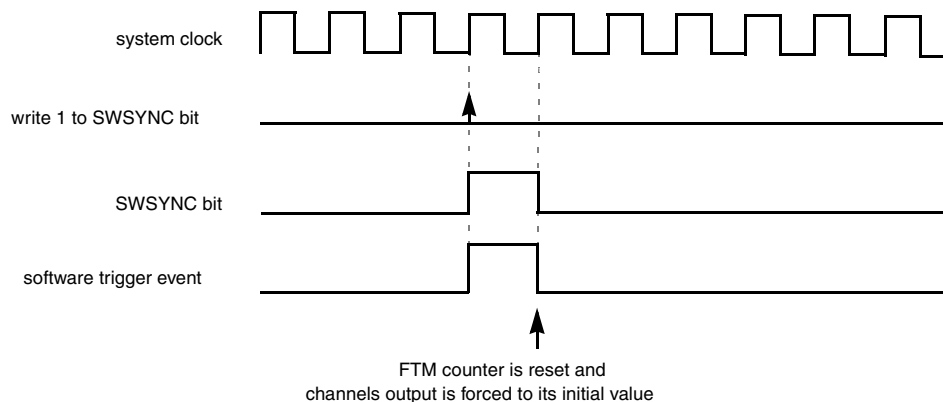 system clock
write 1 to SWSYNC bit
SWSYNC bit
software trigger event
FTM counter is reset and
channels output is forced to its initial value